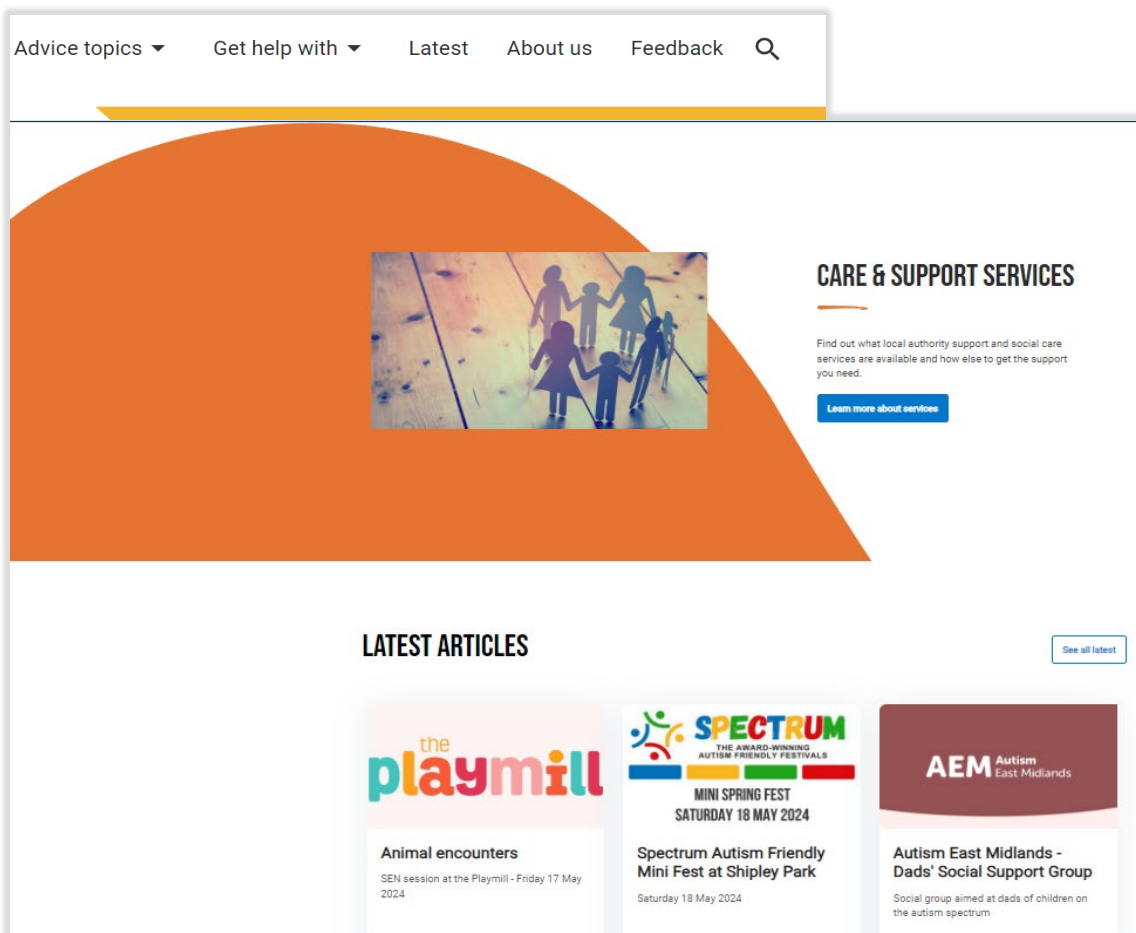 Advice topics
Get help with
Latest
About us
Feedback
CARE & SUPPORT SERVICES
Find out what local authority support and social care
services are available and how else to get the support
you need.
Learn more about services
LATEST ARTICLES
See all latest
the
playmill
Animal encounters
SEN session at the Playmill - Friday 17 May
2024
SPECTRUM
THE AWARD-WINNING
AUTISM FRIENDLY FESTIVALS
MINI SPRING FEST
SATURDAY 18 MAY 2024
Spectrum Autism Friendly
Mini Fest at Shipley Park
Saturday 18 May 2024
AEM Autism
East Midlands
Autism East Midlands -
Dads' Social Support Group
Social group aimed at dads of children on
the autism spectrum